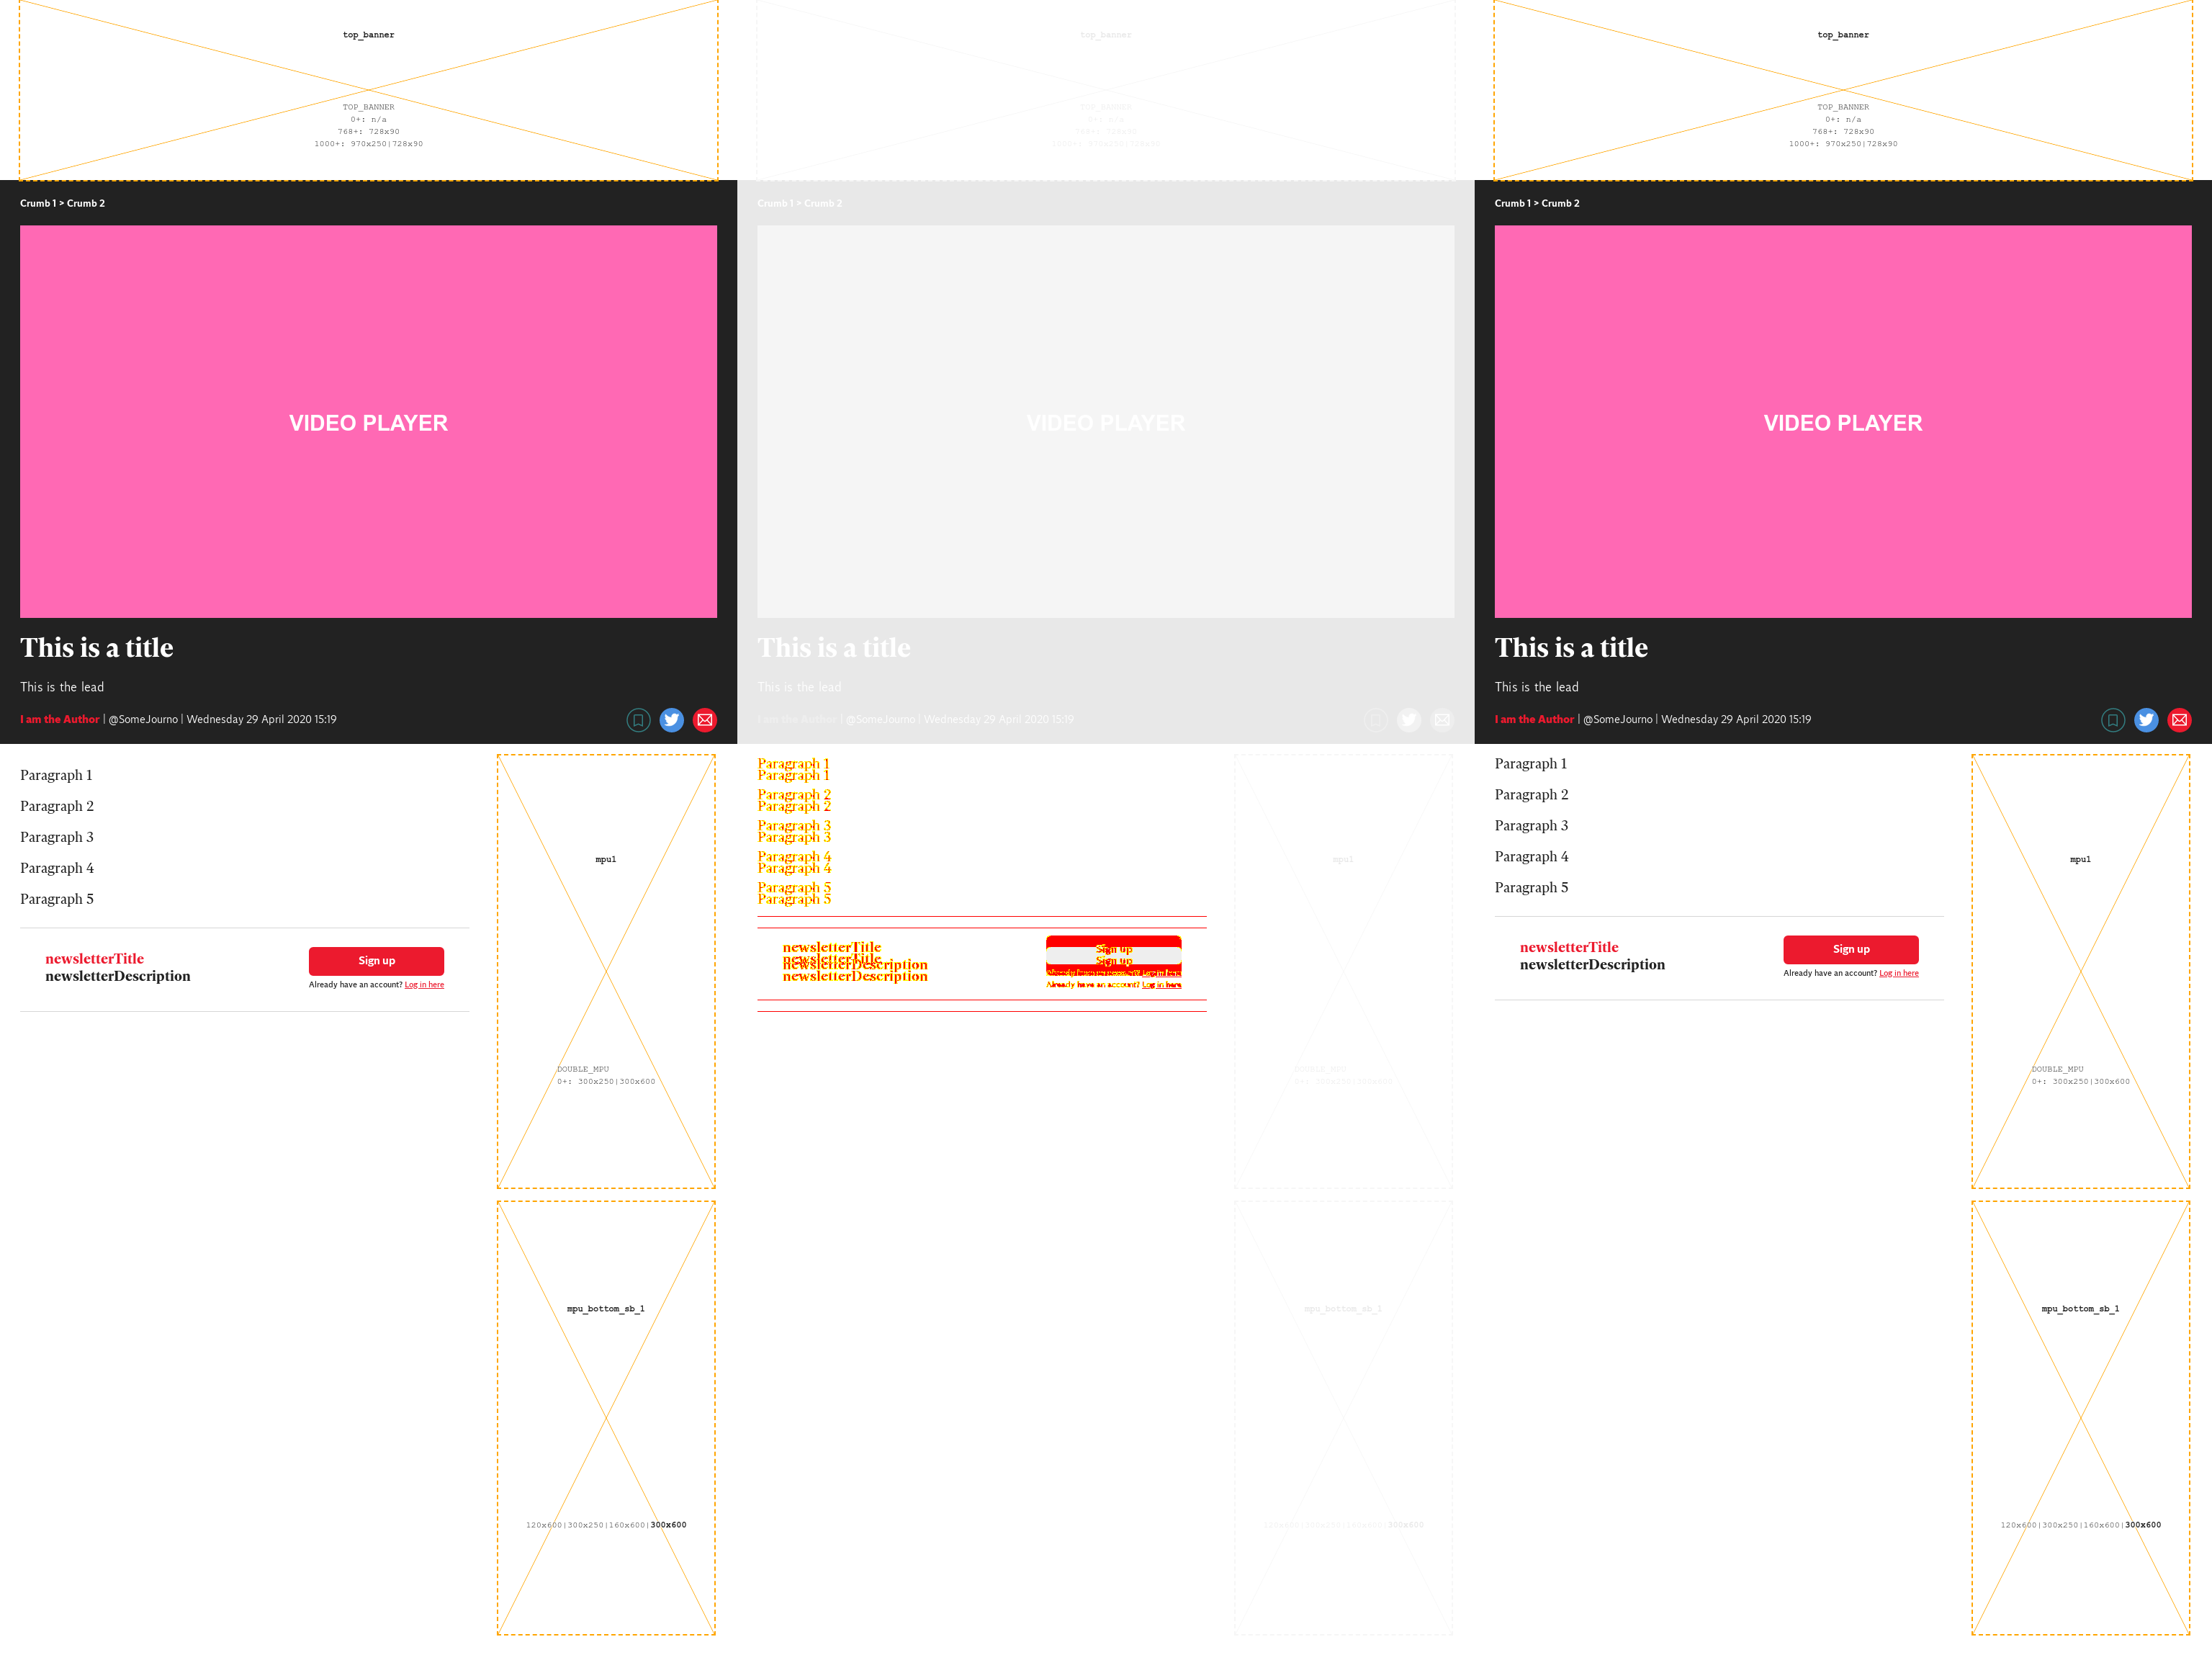 top_banner
TOP_BANNER
0+: n/a
768+: 728x90
1000+: 970x250|728x90
Crumb 1 > Crumb 2
VIDEO PLAYER
This is a title
This is the lead
I am the Author | @SomeJourno | Wednesday 29 April 2020 15:19
Paragraph 1
Paragraph 2
Paragraph 3
Paragraph 4
Paragraph 5
newsletterTitle
newsletterDescription
Sign up
Already have an account? Log in here
mpu1
DOUBLE_MPU
0+: 300x250|300x600
mpu_bottom_sb_1
120x600|300x250|160x600|300x600
top_banner
TOP_BANNER
0+: n/a
768+: 728x90
1000+: 970x250|728x90
Crumb 1 > Crumb 2
VIDEO PLAYER
This is a title
This is the lead
I am the Author | @SomeJourno | Wednesday 29 April 2020 15:19
Paragraph 1
Paragraph 1
Paragraph 2
Paragraph 2
Paragraph 3
Paragraph 3
Paragraph 4
Paragraph 4
Paragraph 5
Paragraph 5
newsletterTitle
newsletterTitle
newsletterDescription
newsletterDescription
Sign up
Sign up
Already have an account? Log in here
Already have an account? Log in here
mpu1
DOUBLE_MPU
0+: 300x250|300x600
mpu_bottom_sb_1
120x600|300x250|160x600|300x600
top_banner
TOP_BANNER
0+: n/a
768+: 728x90
1000+: 970x250|728x90
Crumb 1 > Crumb 2
VIDEO PLAYER
This is a title
This is the lead
I am the Author | @SomeJourno | Wednesday 29 April 2020 15:19
Paragraph 1
Paragraph 2
Paragraph 3
Paragraph 4
Paragraph 5
newsletterTitle
newsletterDescription
Sign up
Already have an account? Log in here
mpu1
DOUBLE_MPU
0+: 300x250|300x600
mpu_bottom_sb_1
120x600|300x250|160x600|300x600